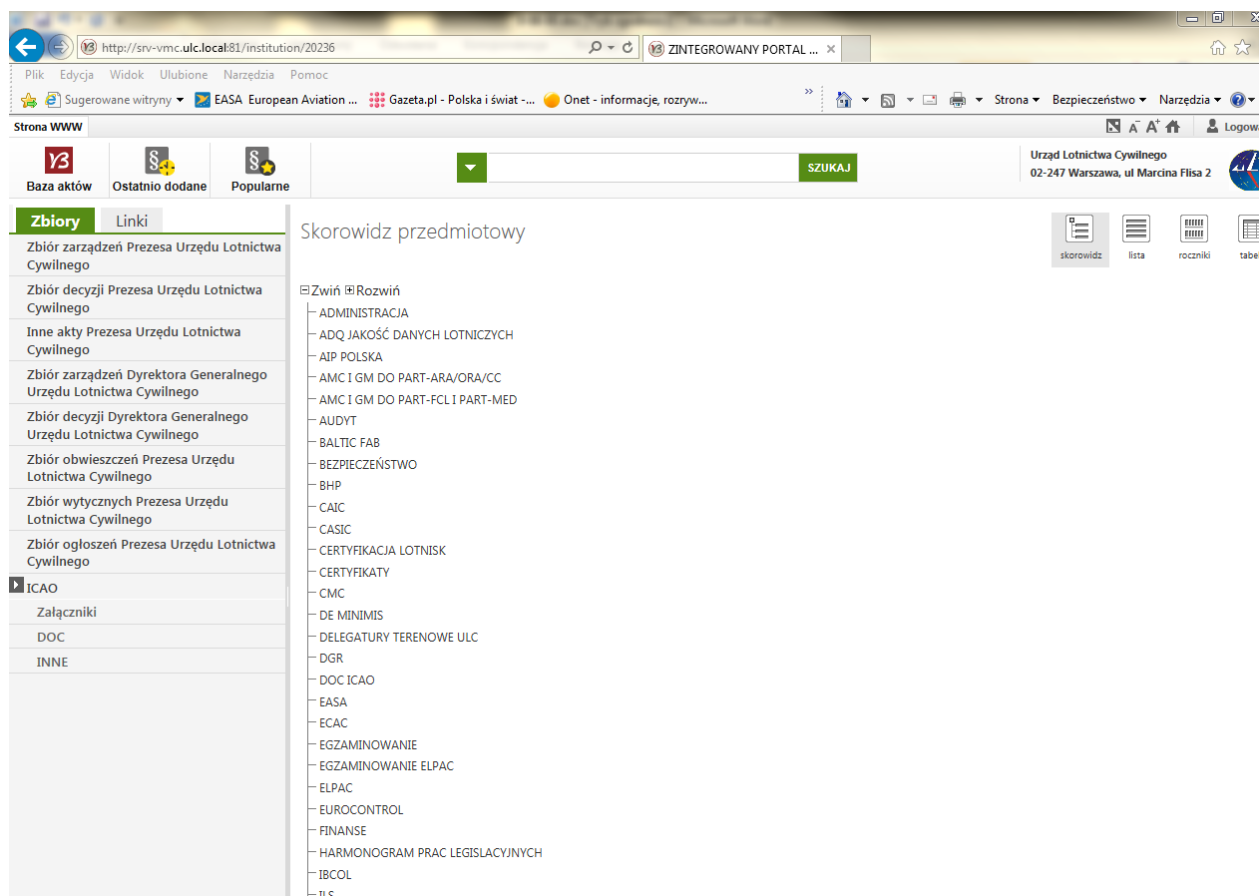 http://srv-vmc.ulc.local:81/institution/20236
ZINTEGROWANY PORTAL ...
Plik Edycja Widok Ulubione Narzędzia Pomoc
Sugerowane witryny EASA European Aviation ... Gazeta.pl - Polska i świat -... Onet - informacje, rozryw... » Strona Bezpieczeństwo Narzędzia
Strona WWW
A- A+ Logowa
Baza aktów
Ostatnio dodane
Popularne
SZUKAJ
Urząd Lotnictwa Cywilnego
02-247 Warszawa, ul Marcina Flisa 2
Zbiory Linki
Zbiór zarządzeń Prezesa Urzędu Lotnictwa
Cywilnego
Zbiór decyzji Prezesa Urzędu Lotnictwa
Cywilnego
Inne akty Prezesa Urzędu Lotnictwa
Cywilnego
Zbiór zarządzeń Dyrektora Generalnego
Urzędu Lotnictwa Cywilnego
Zbiór decyzji Dyrektora Generalnego
Urzędu Lotnictwa Cywilnego
Zbiór obwieszczeń Prezesa Urzędu
Lotnictwa Cywilnego
Zbiór wytycznych Prezesa Urzędu
Lotnictwa Cywilnego
Zbiór ogłoszeń Prezesa Urzędu Lotnictwa
Cywilnego
ICAO
Załączniki
DOC
INNE
Skorowidz przedmiotowy
skorowidz lista roczniki tabel
Zwiń Rozwiń
ADMINISTRACJA
ADQ JAKOŚĆ DANYCH LOTNICZYCH
AIP POLSKA
AMC I GM DO PART-ARA/ORA/CC
AMC I GM DO PART-FCL I PART-MED
AUDYT
BALTIC FAB
BEZPIECZEŃSTWO
BHP
CAIC
CASIC
CERTYFIKACJA LOTNISK
CERTYFIKATY
CMC
DE MINIMIS
DELEGATURY TERENOWE ULC
DGR
DOC ICAO
EASA
ECAC
EGZAMINOWANIE
EGZAMINOWANIE ELPAC
ELPAC
EUROCONTROL
FINANSE
HARMONOGRAM PRAC LEGISLACYJNYCH
IBCOL
ILS